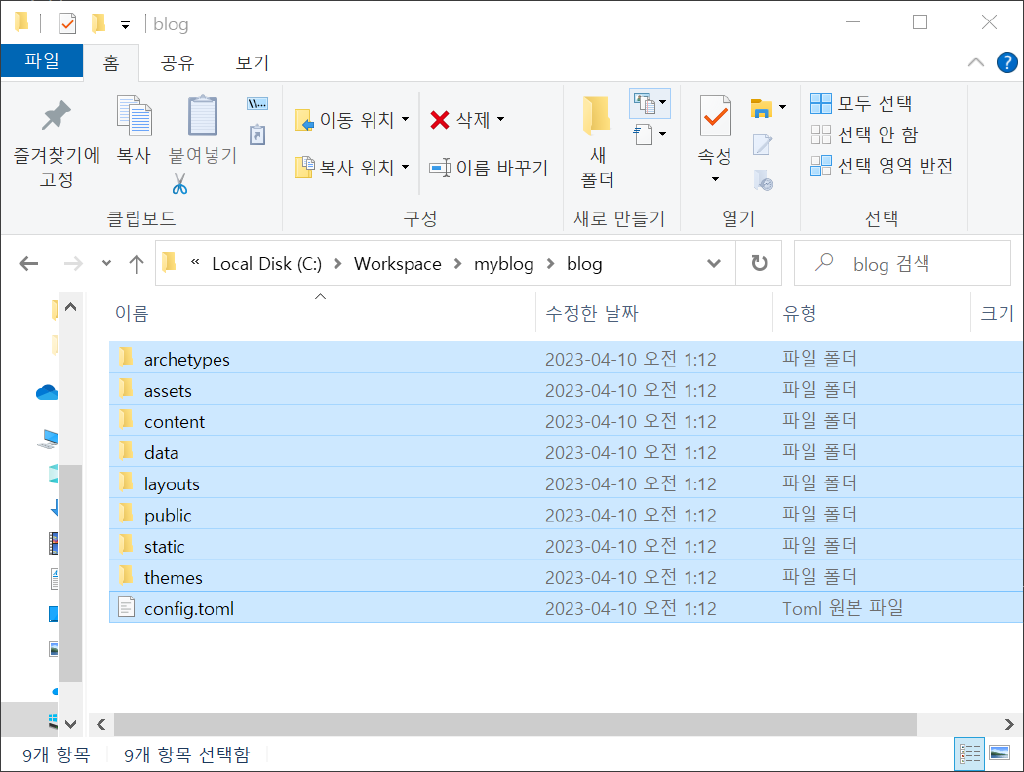 blog
파일 홈 공유 보기
즐겨찾기에 고정 복사 붙여넣기
이동 위치 삭제
복사 위치 이름 바꾸기
새 폴더
속성
모두 선택
선택 안 함
선택 영역 반전
클립보드 구성 새로 만들기 열기 선택
« Local Disk (C:) > Workspace > myblog > blog
blog 검색
이름 수정한 날짜 유형 크기
archetypes 2023-04-10 오전 1:12 파일 폴더
assets 2023-04-10 오전 1:12 파일 폴더
content 2023-04-10 오전 1:12 파일 폴더
data 2023-04-10 오전 1:12 파일 폴더
layouts 2023-04-10 오전 1:12 파일 폴더
public 2023-04-10 오전 1:12 파일 폴더
static 2023-04-10 오전 1:12 파일 폴더
themes 2023-04-10 오전 1:12 파일 폴더
config.toml 2023-04-10 오전 1:12 Toml 원본 파일
9개 항목 9개 항목 선택함